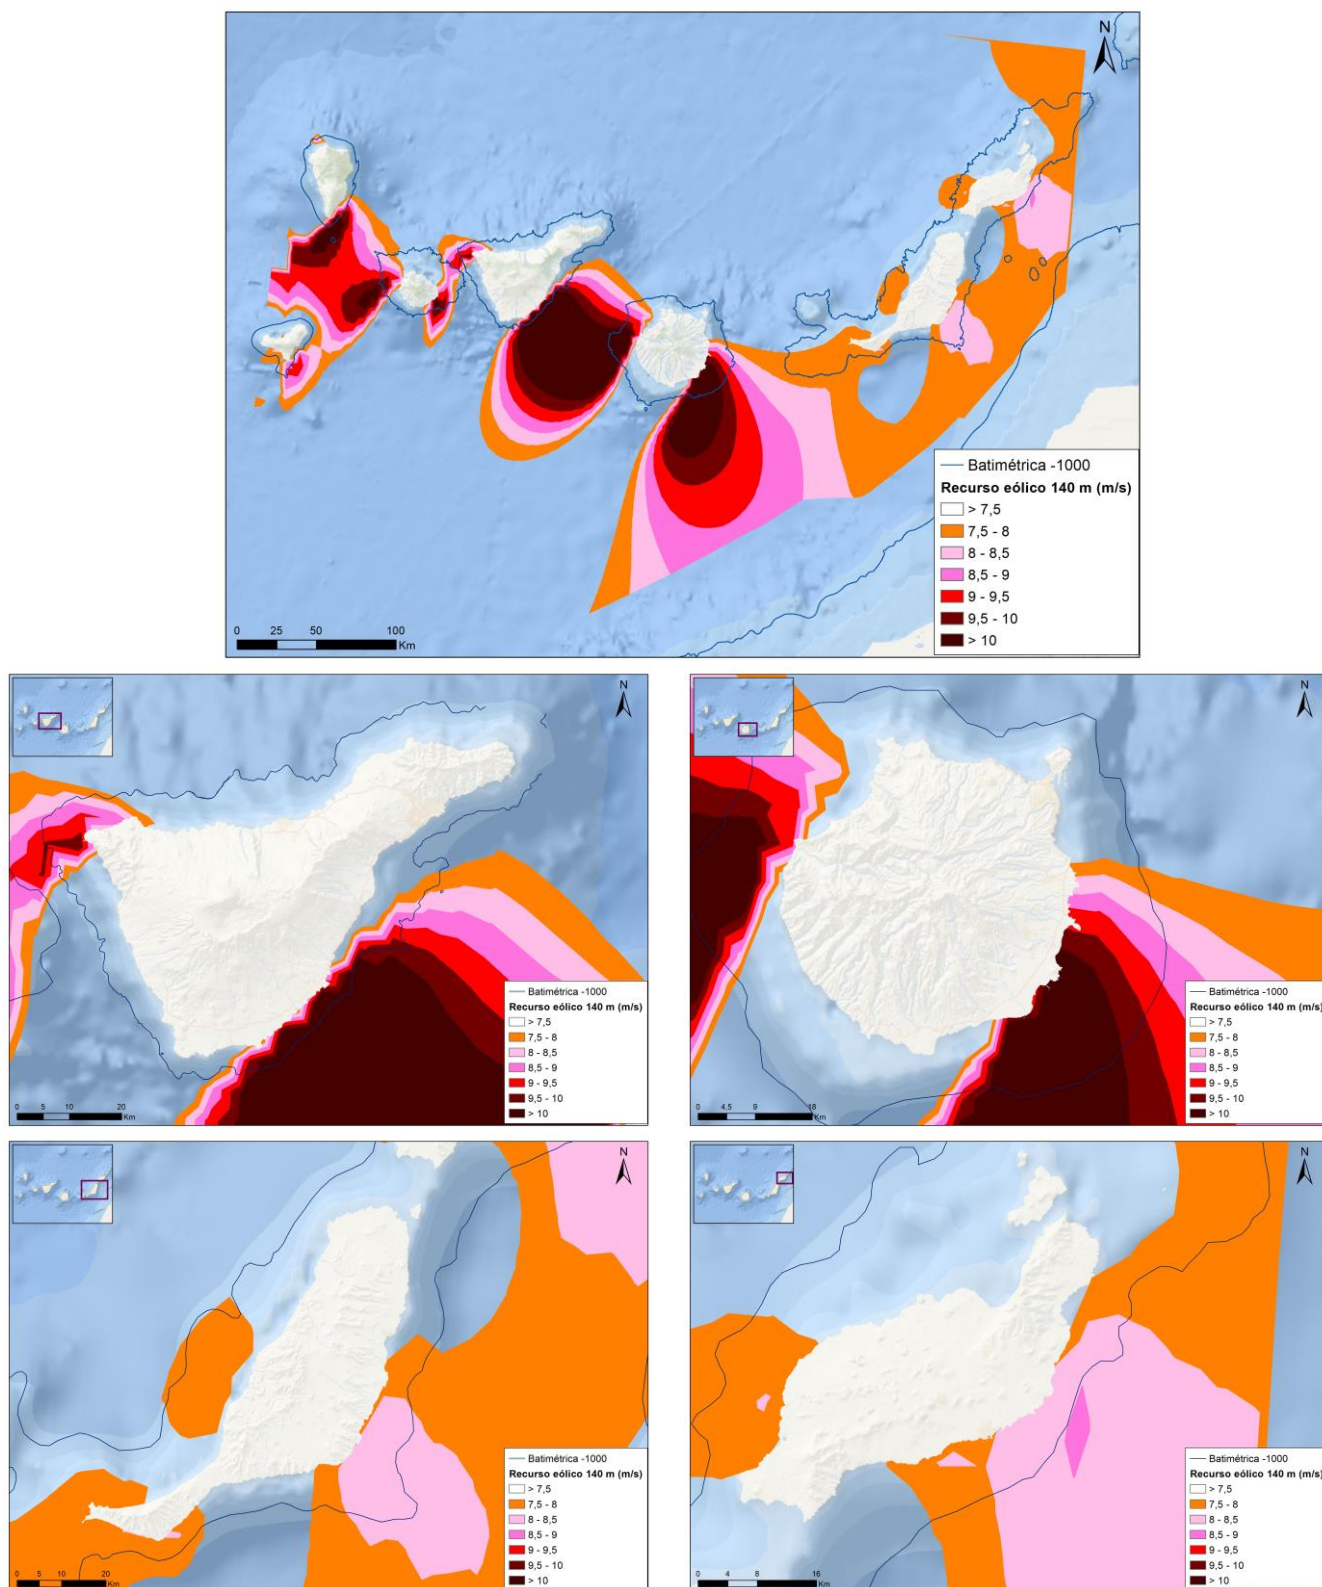 N
Batimétrica -1000
Recurso eólico 140 m (m/s)
> 7,5
7,5 - 8
8 - 8,5
8,5 - 9
9 - 9,5
9,5 - 10
> 10
0 25 50 100
Km
N
Batimétrica -1000
Recurso eólico 140 m (m/s)
> 7,5
7,5 - 8
8 - 8,5
8,5 - 9
9 - 9,5
9,5 - 10
> 10
0 5 10 20
Km
N
Batimétrica -1000
Recurso eólico 140 m (m/s)
> 7,5
7,5 - 8
8 - 8,5
8,5 - 9
9 - 9,5
9,5 - 10
> 10
0 4,5 9 18
Km
N
Batimétrica -1000
Recurso eólico 140 m (m/s)
> 7,5
7,5 - 8
8 - 8,5
8,5 - 9
9 - 9,5
9,5 - 10
> 10
0 5 10 20
Km
N
Batimétrica -1000
Recurso eólico 140 m (m/s)
> 7,5
7,5 - 8
8 - 8,5
8,5 - 9
9 - 9,5
9,5 - 10
> 10
0 4 8 16
Km